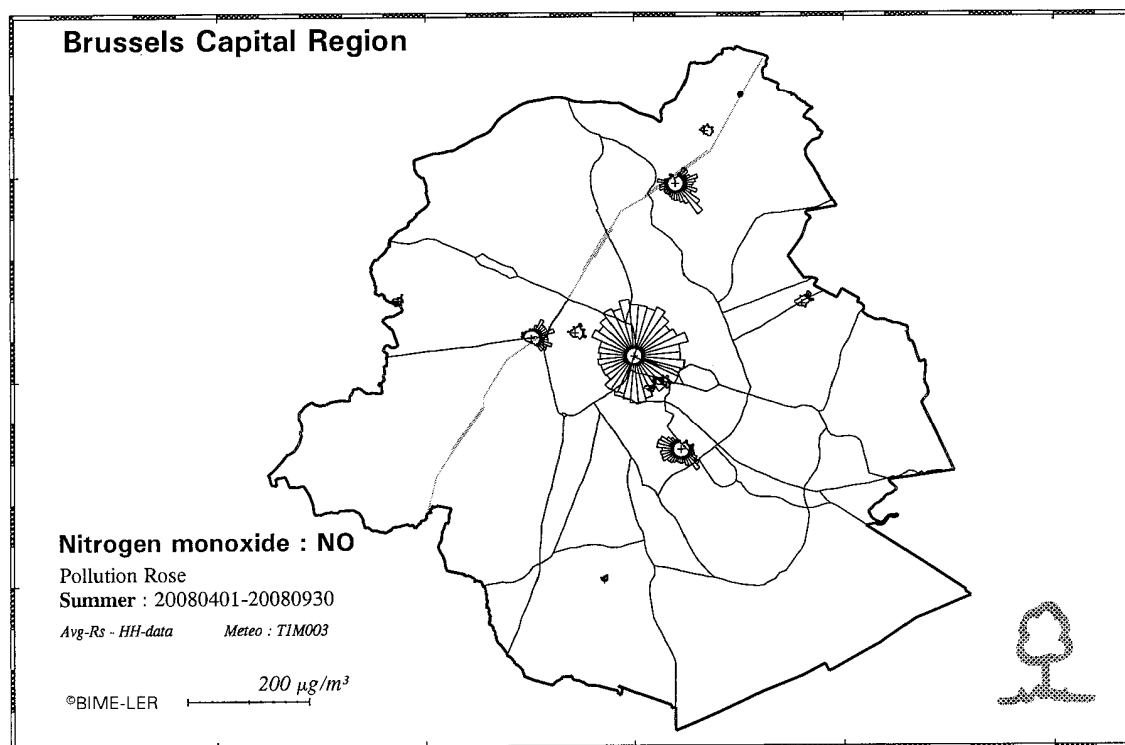 Brussels Capital Region
Nitrogen monoxide : NO
Pollution Rose
Summer : 20080401-20080930
Avg-Rs - HH-data Meteo : TIM003
200 µg/m³
©BIME-LER